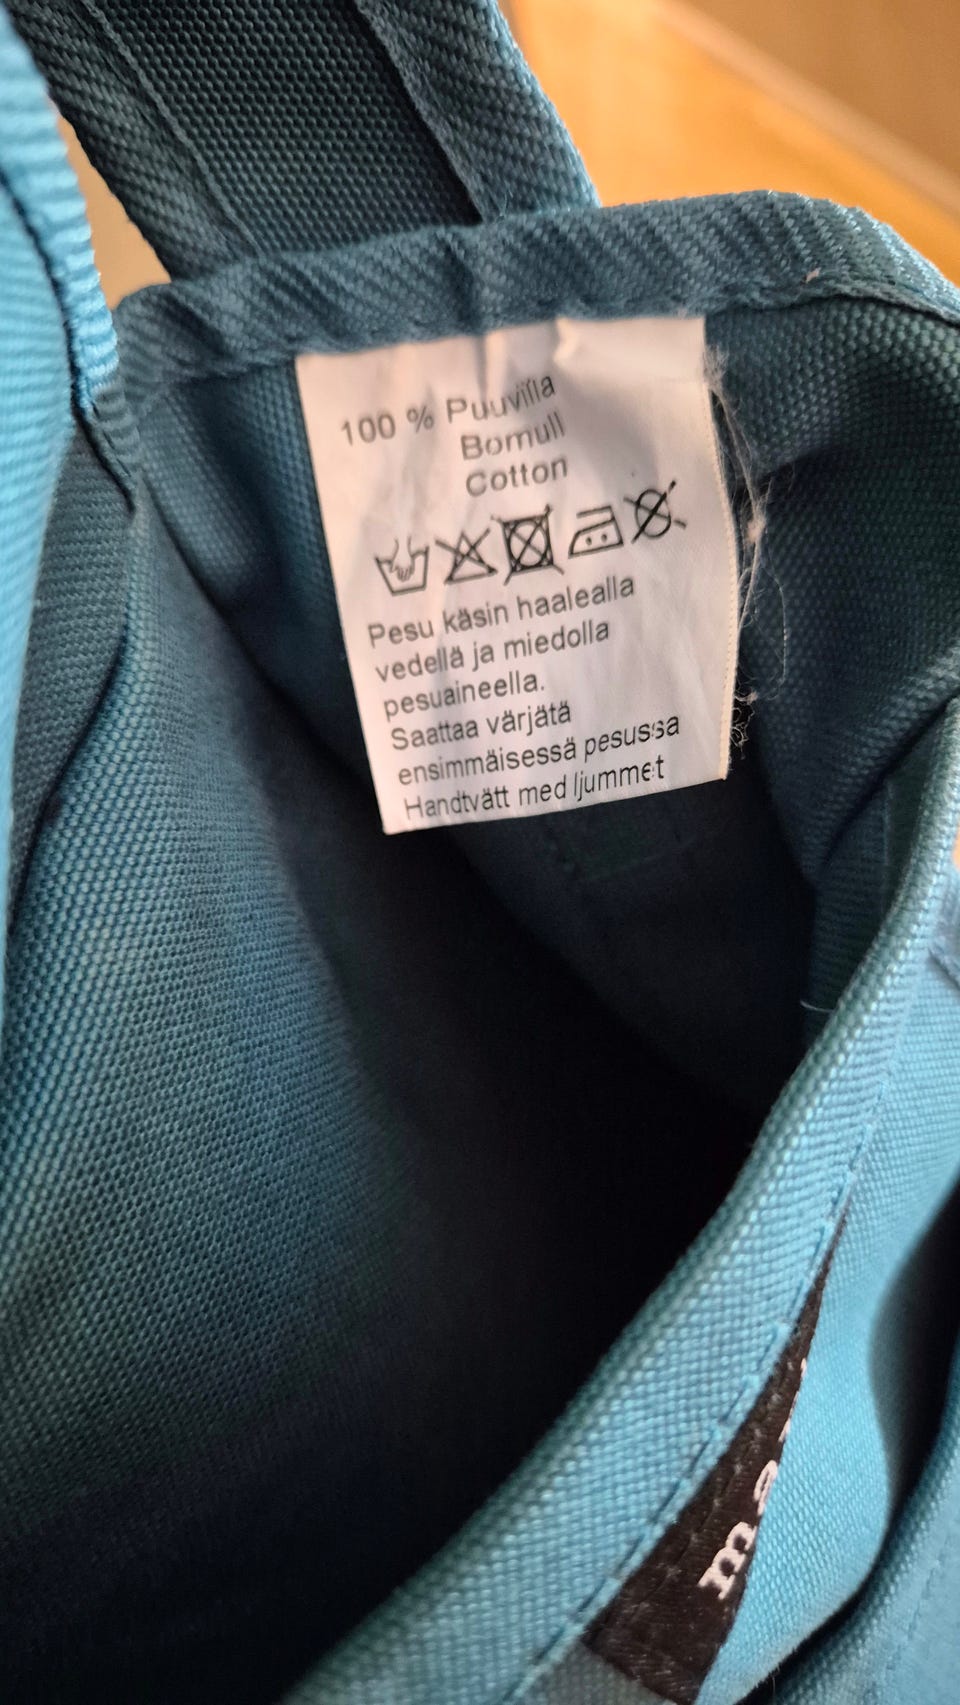 100 % Puuvilla
Bomull
Cotton
Pesu käsin haalealla
vedellä ja miedolla
pesuaineella.
Saattaa värjätä
ensimmäisessä pesussa
Handtvätt med ljummet